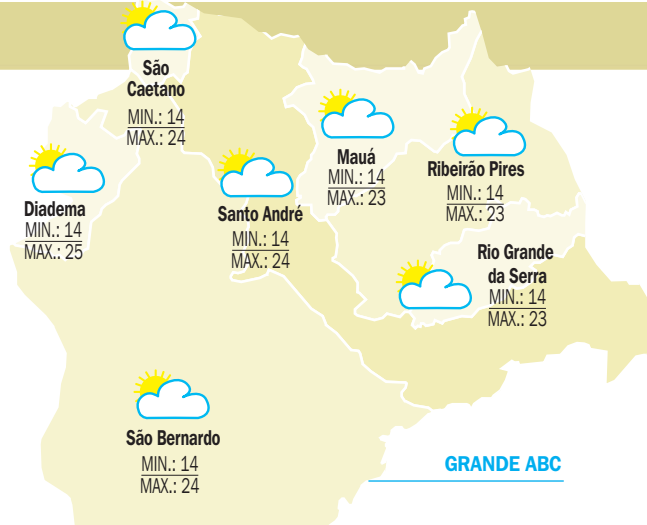 São
Caetano
MIN.: 14
MAX.: 24
Mauá
MIN.: 14
MAX.: 23
Ribeirão Pires
MIN.: 14
MAX.: 23
Diadema
MIN.: 14
MAX.: 25
Santo André
MIN.: 14
MAX.: 24
Rio Grande
da Serra
MIN.: 14
MAX.: 23
São Bernardo
MIN.: 14
MAX.: 24
GRANDE ABC